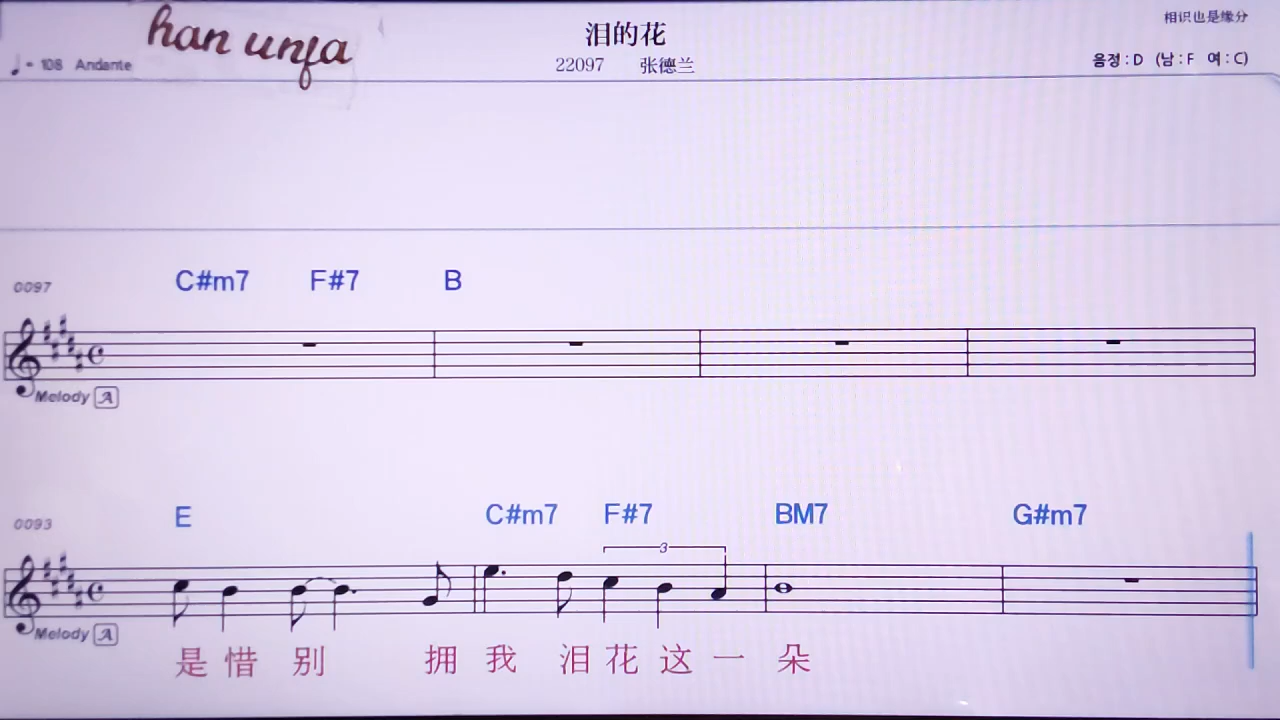 han unfa
泪的花
相识也是缘分
♩= 108 Andante
22097 张德兰
음정 : D (남 : F 여 : C)
0097
C#m7 F#7 B
Melody A
0093
E C#m7 F#7 BM7 G#m7
3
Melody A
是惜别 拥我 泪花这一朵